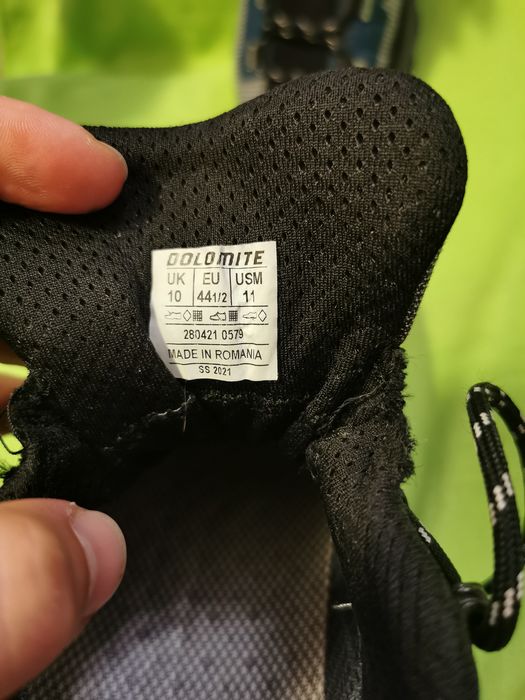 DOLOMITE
UK EU USM
10 44 1/2 11
280421 0579
MADE IN ROMANIA
SS 2021